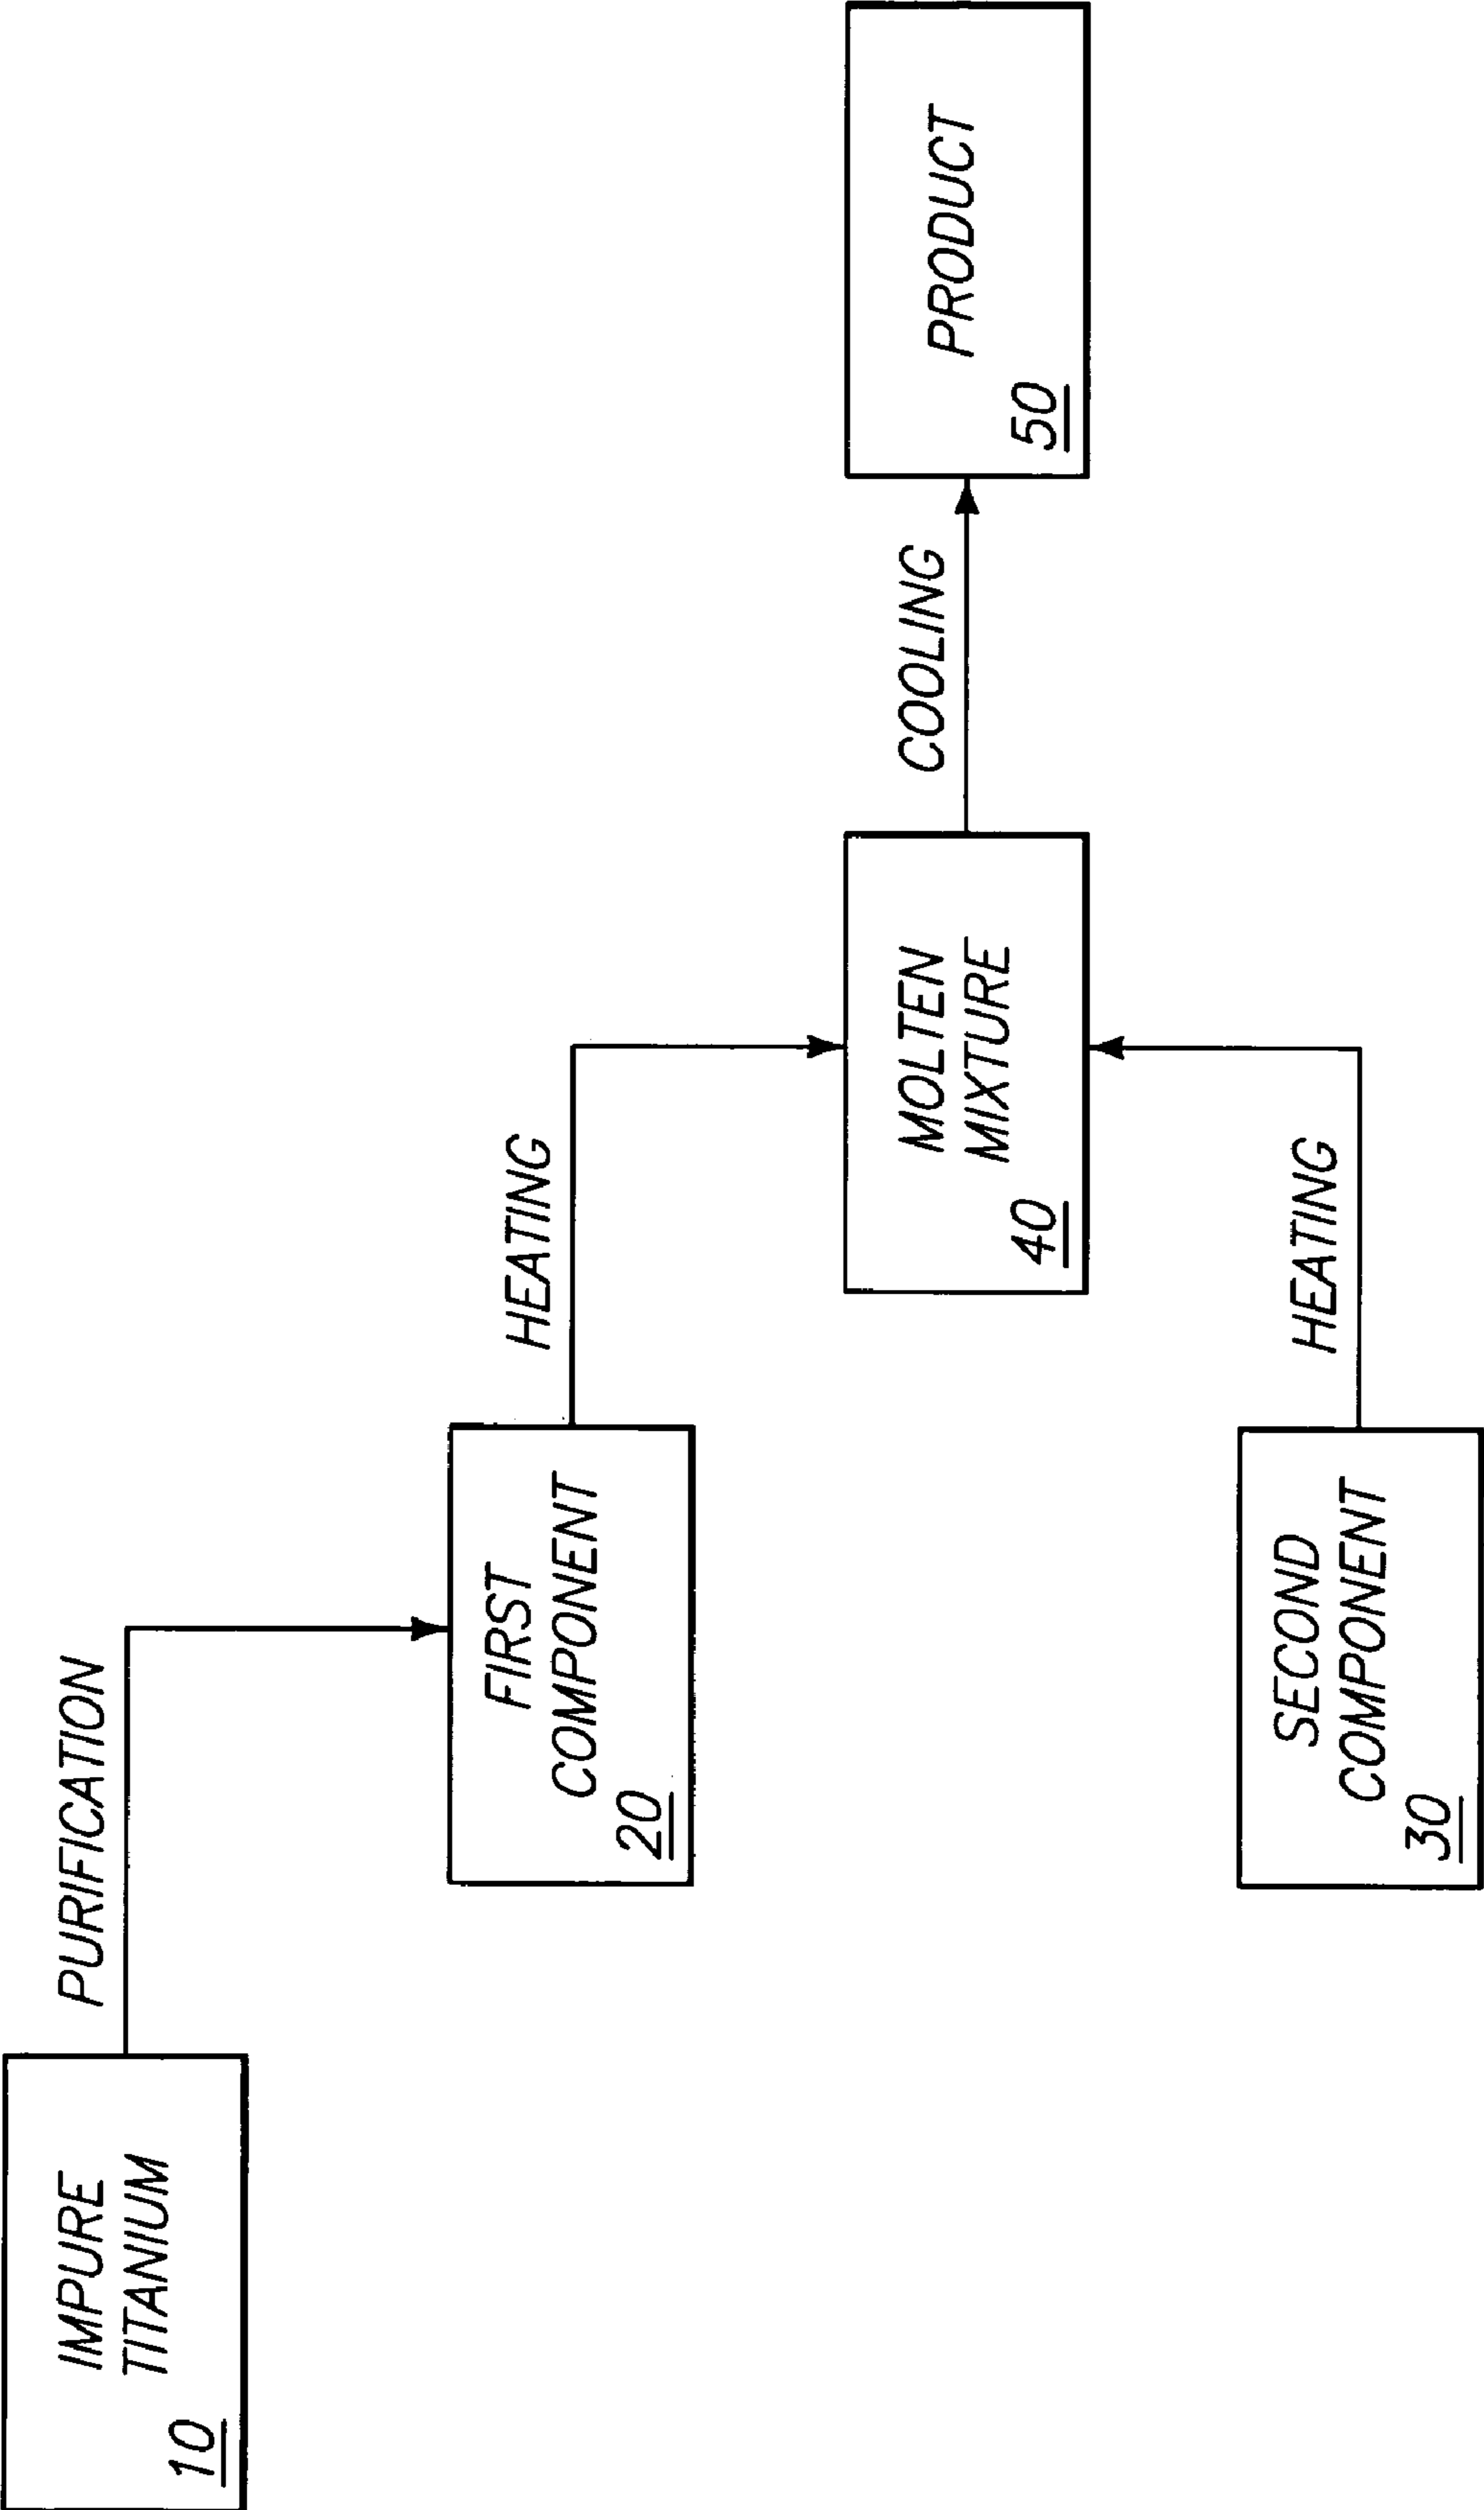 IMPURE
TITANIUM
10
PURIFICATION
FIRST
COMPONENT
20
HEATING
SECOND
COMPONENT
30
HEATING
MOLTEN
MIXTURE
40
COOLING
PRODUCT
50